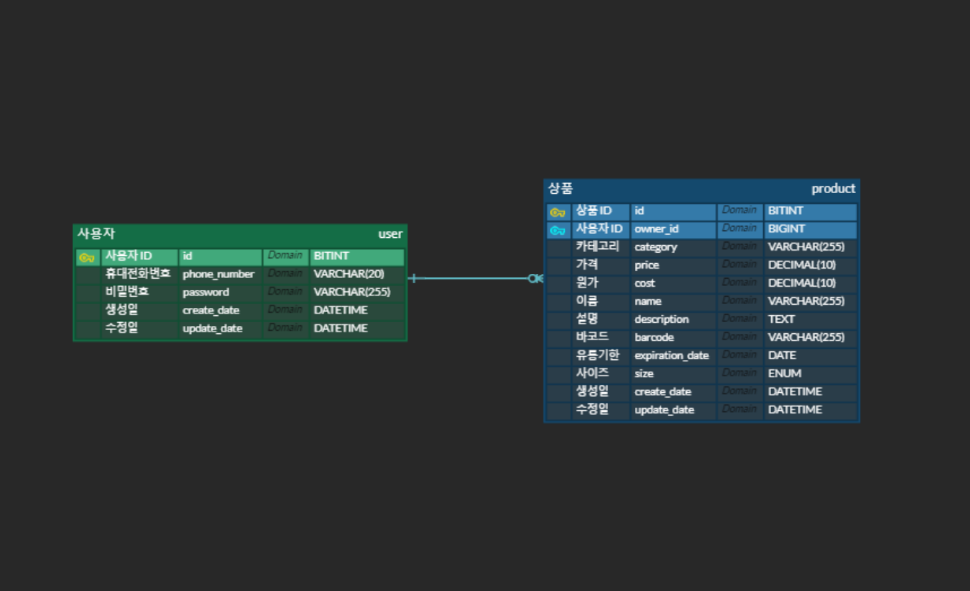 사용자 user
사용자 ID id Domain BITINT
휴대전화번호 phone_number Domain VARCHAR(20)
비밀번호 password Domain VARCHAR(255)
생성일 create_date Domain DATETIME
수정일 update_date Domain DATETIME
상품 product
상품 ID id Domain BITINT
사용자 ID owner_id Domain BIGINT
카테고리 category Domain VARCHAR(255)
가격 price Domain DECIMAL(10)
원가 cost Domain DECIMAL(10)
이름 name Domain VARCHAR(255)
설명 description Domain TEXT
바코드 barcode Domain VARCHAR(255)
유통기한 expiration_date Domain DATE
사이즈 size Domain ENUM
생성일 create_date Domain DATETIME
수정일 update_date Domain DATETIME